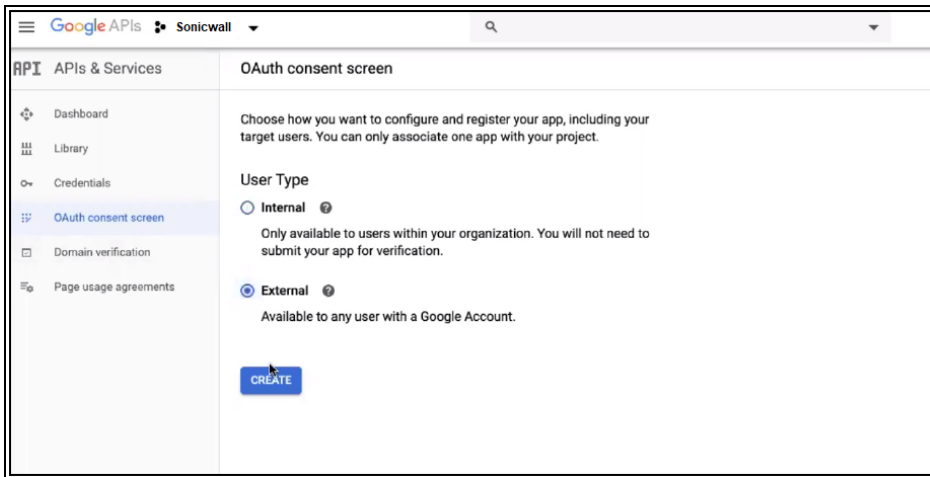 Google APIs Sonicwall
API APIs & Services
OAuth consent screen
Dashboard
Library
Credentials
OAuth consent screen
Domain verification
Page usage agreements
Choose how you want to configure and register your app, including your
target users. You can only associate one app with your project.
User Type
Internal
Only available to users within your organization. You will not need to
submit your app for verification.
External
Available to any user with a Google Account.
CREATE